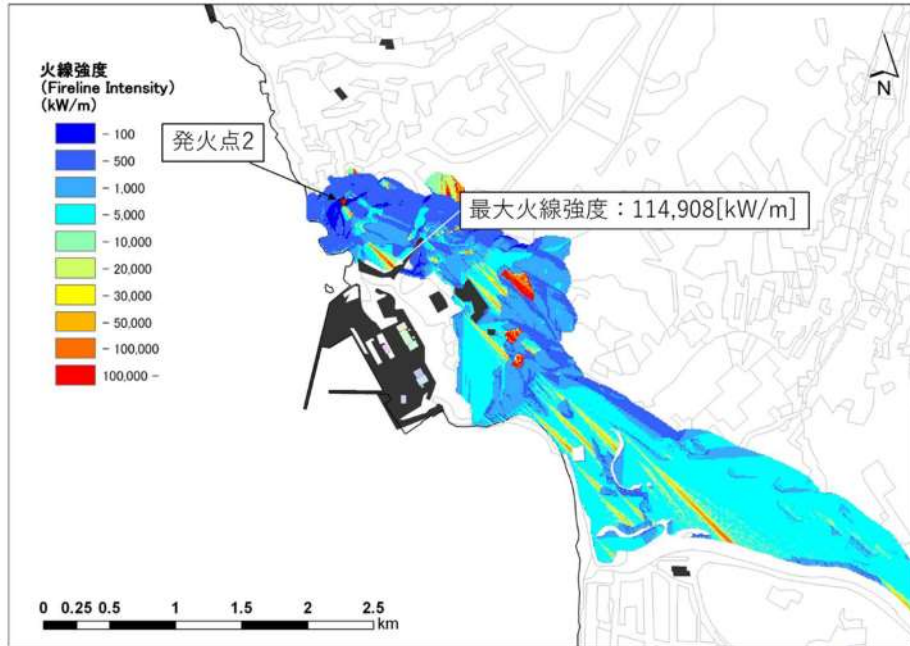 火線強度
(Fireline Intensity)
(kW/m)
- 100
- 500
- 1,000
- 5,000
- 10,000
- 20,000
- 30,000
- 50,000
- 100,000
100,000 -
発火点2
最大火線強度：114,908[kW/m]
N
0 0.25 0.5 1 1.5 2 2.5
km